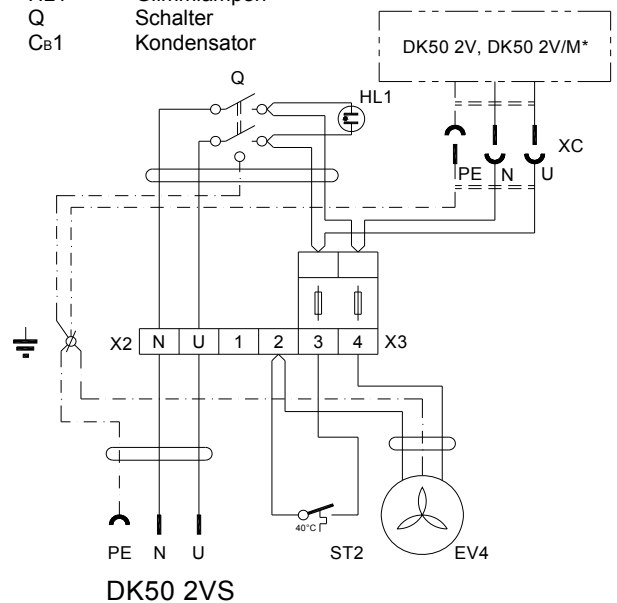 Q Schalter
CB1 Kondensator
DK50 2V, DK50 2V/M*
Q
HL1
XC
PE N U
X2 N U 1 2 3 4 X3
40°C
PE N U ST2 EV4
DK50 2VS